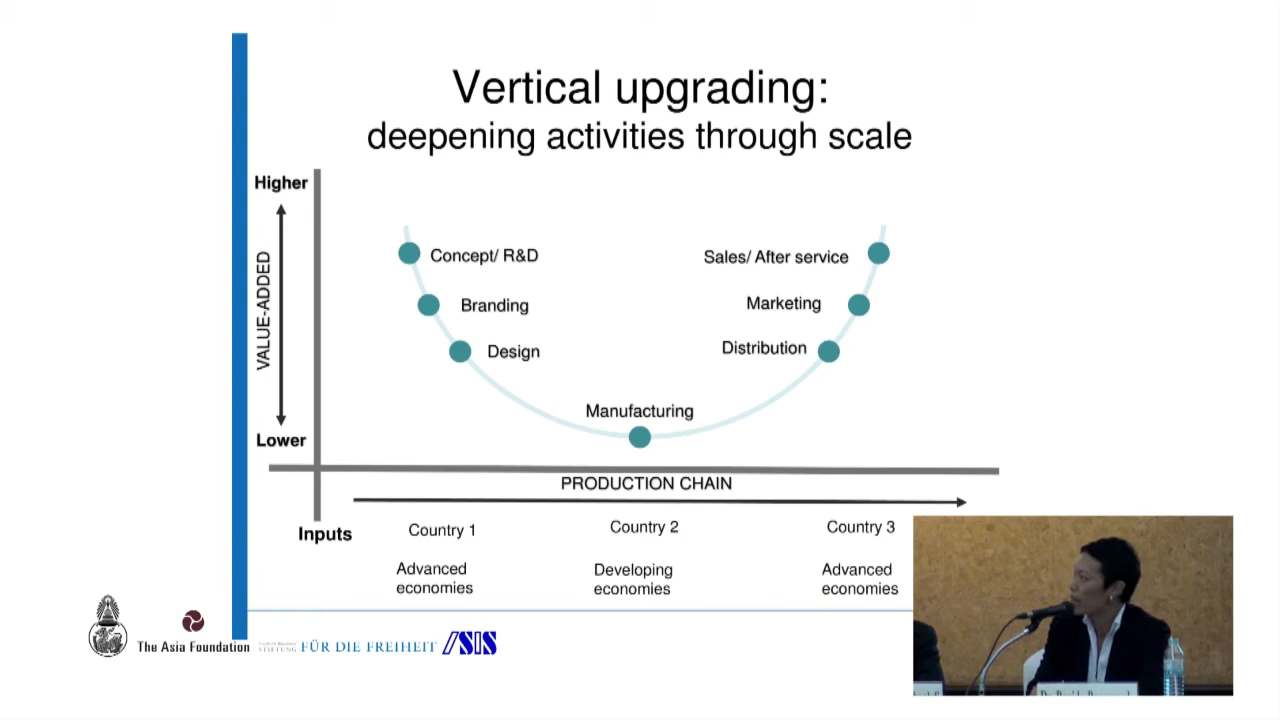 Vertical upgrading:
deepening activities through scale
Higher
VALUE-ADDED
Lower
Concept/ R&D
Branding
Design
Manufacturing
Sales/ After service
Marketing
Distribution
PRODUCTION CHAIN
Inputs
Country 1
Country 2
Country 3
Advanced
economies
Developing
economies
Advanced
economies
The Asia Foundation
STIFTUNG
FÜR DIE FREIHEIT
ISIS